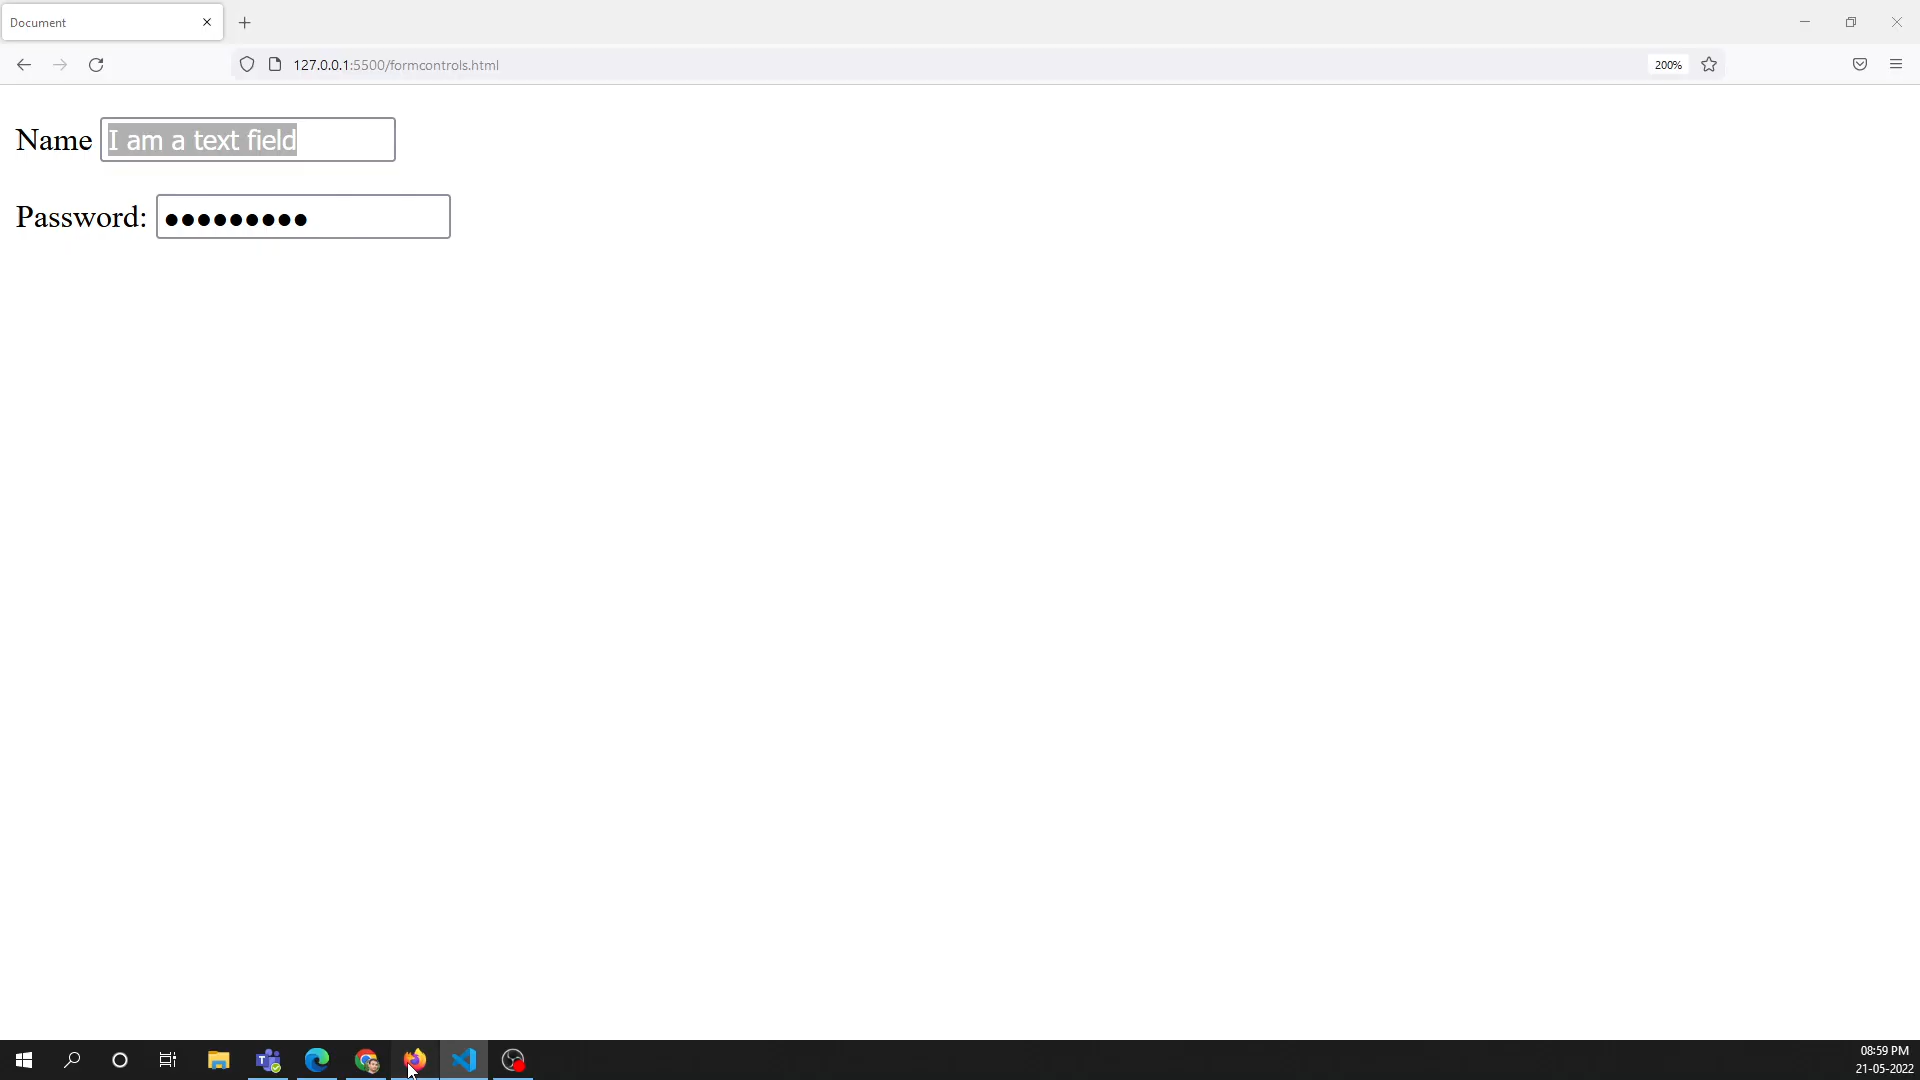 Document
127.0.0.1:5500/formcontrols.html
200%
Name I am a text field
Password: ●●●●●●●●●
08:59 PM
21-05-2022